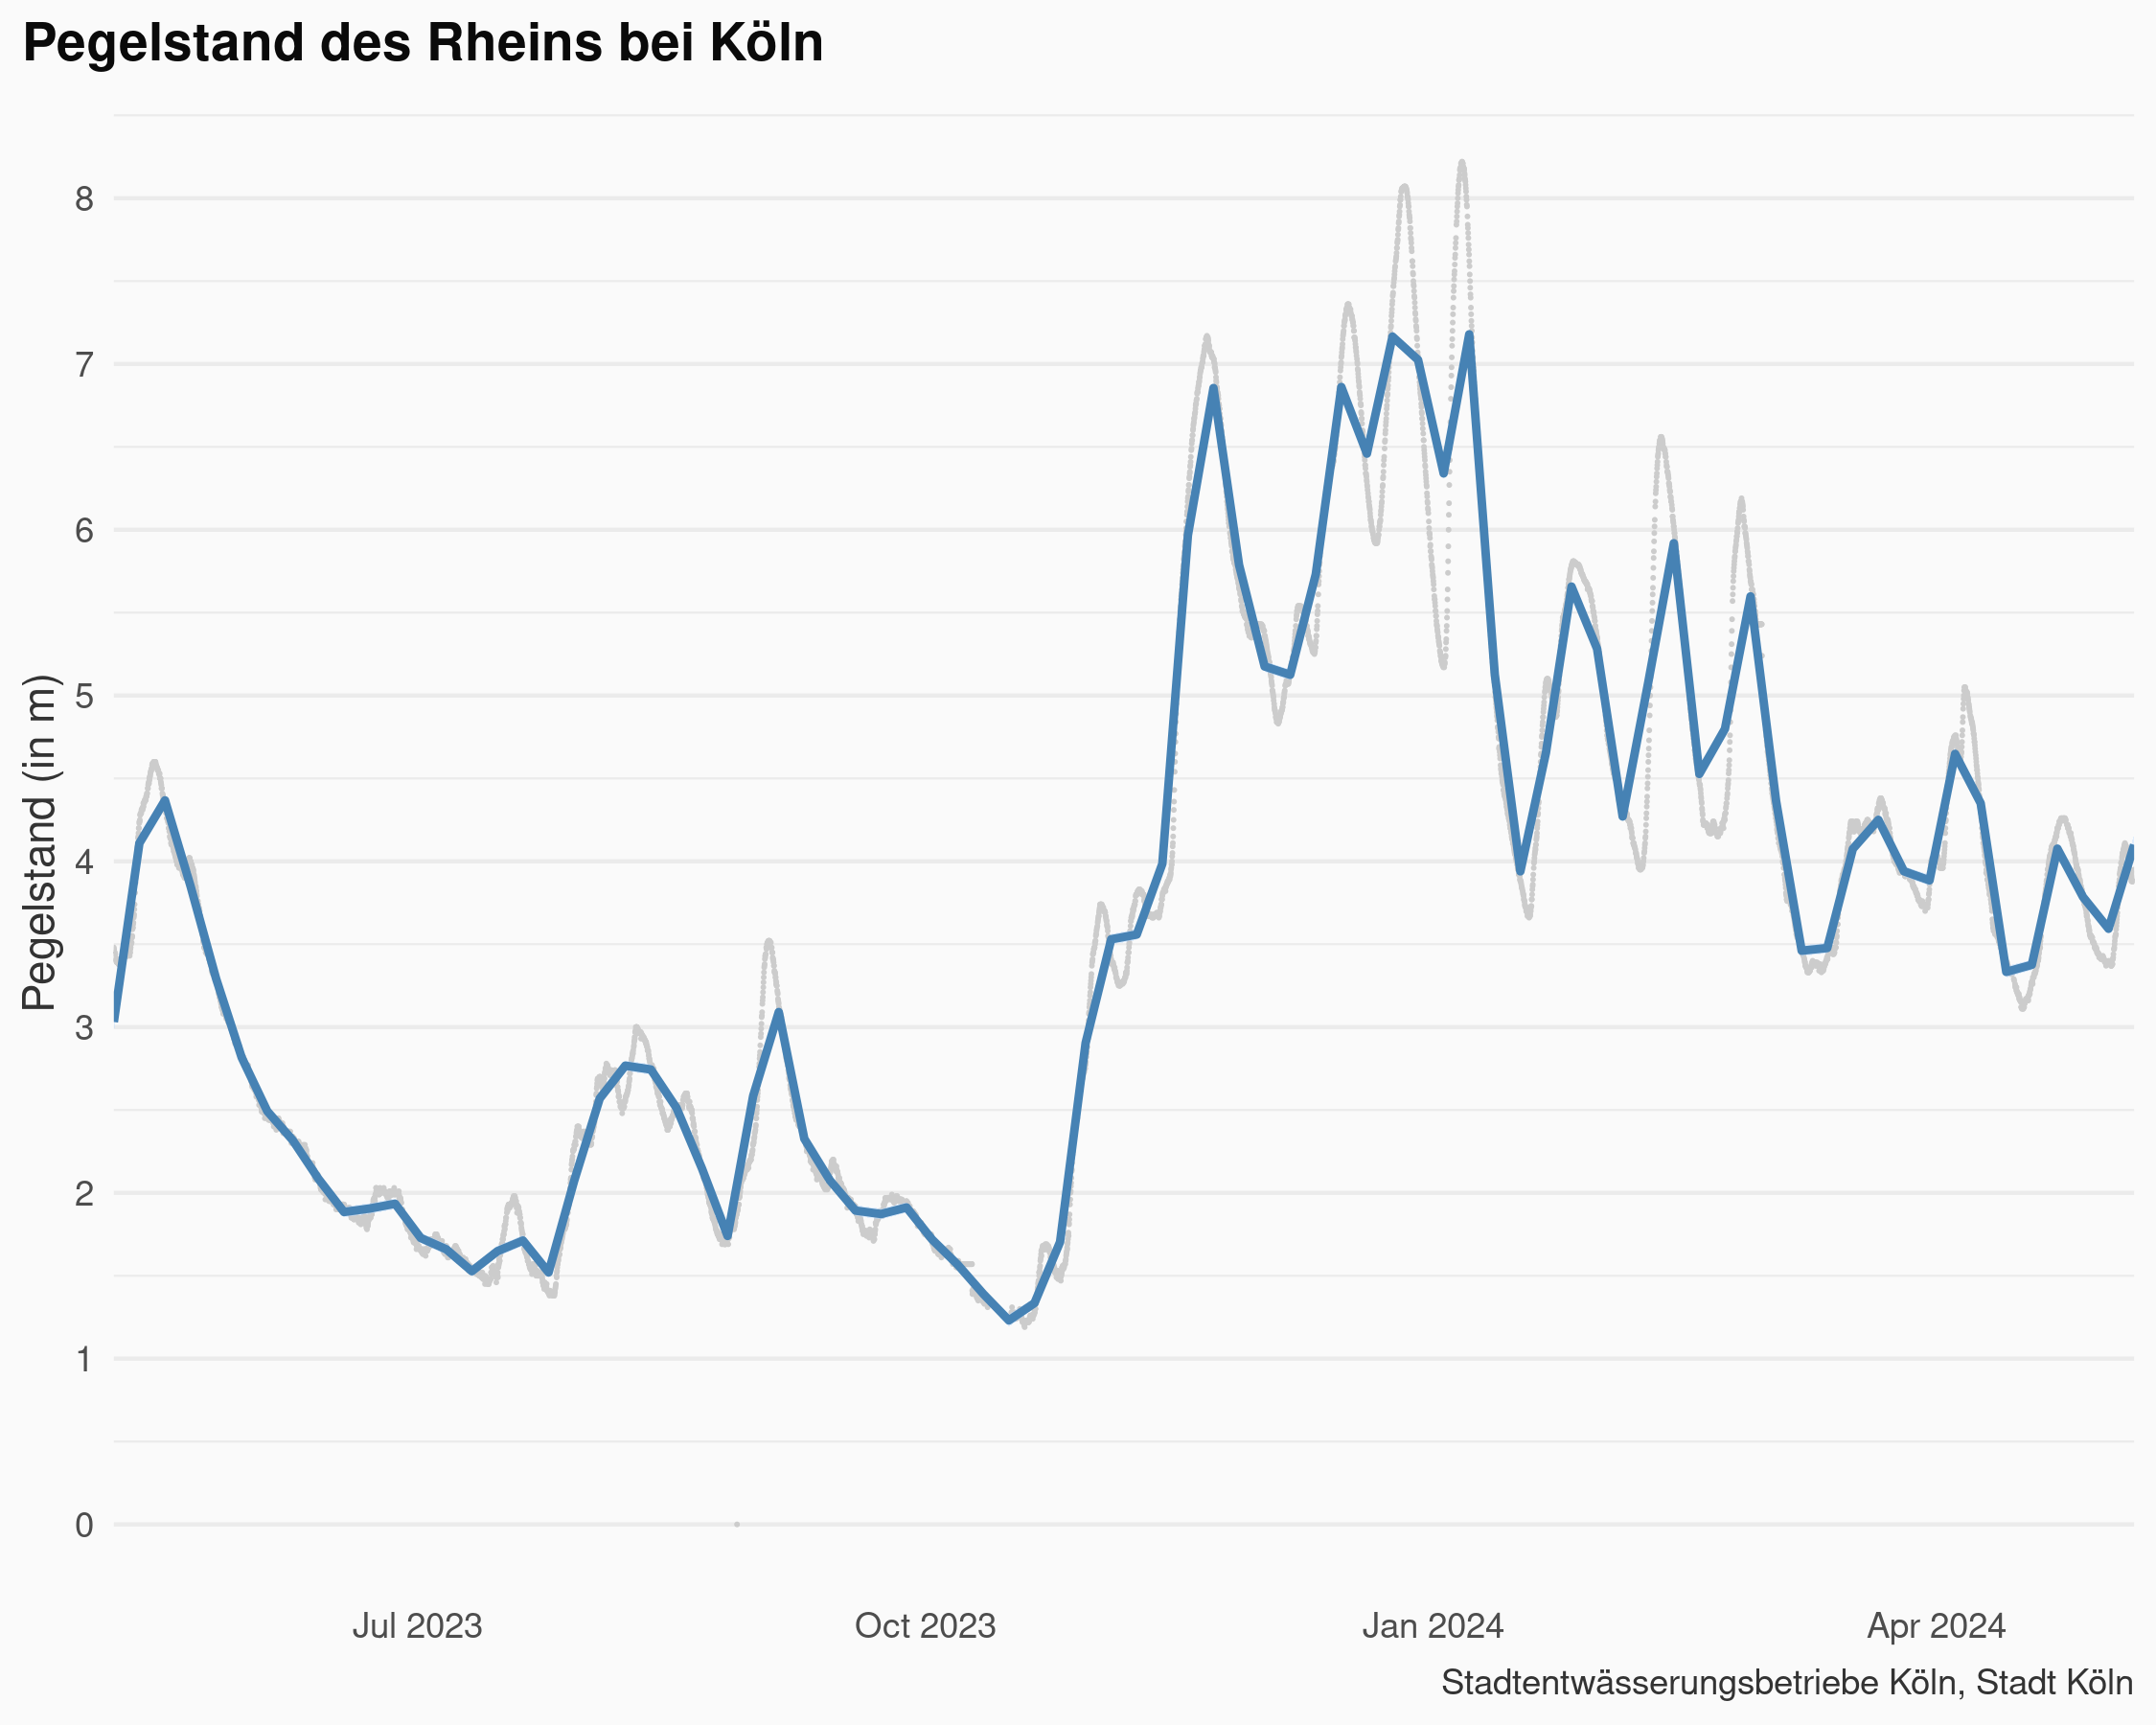 Pegelstand des Rheins bei Köln
Pegelstand (in m)
8
7
6
5
4
3
2
1
0
Jul 2023
Oct 2023
Jan 2024
Apr 2024
Stadtentwässerungsbetriebe Köln, Stadt Köln